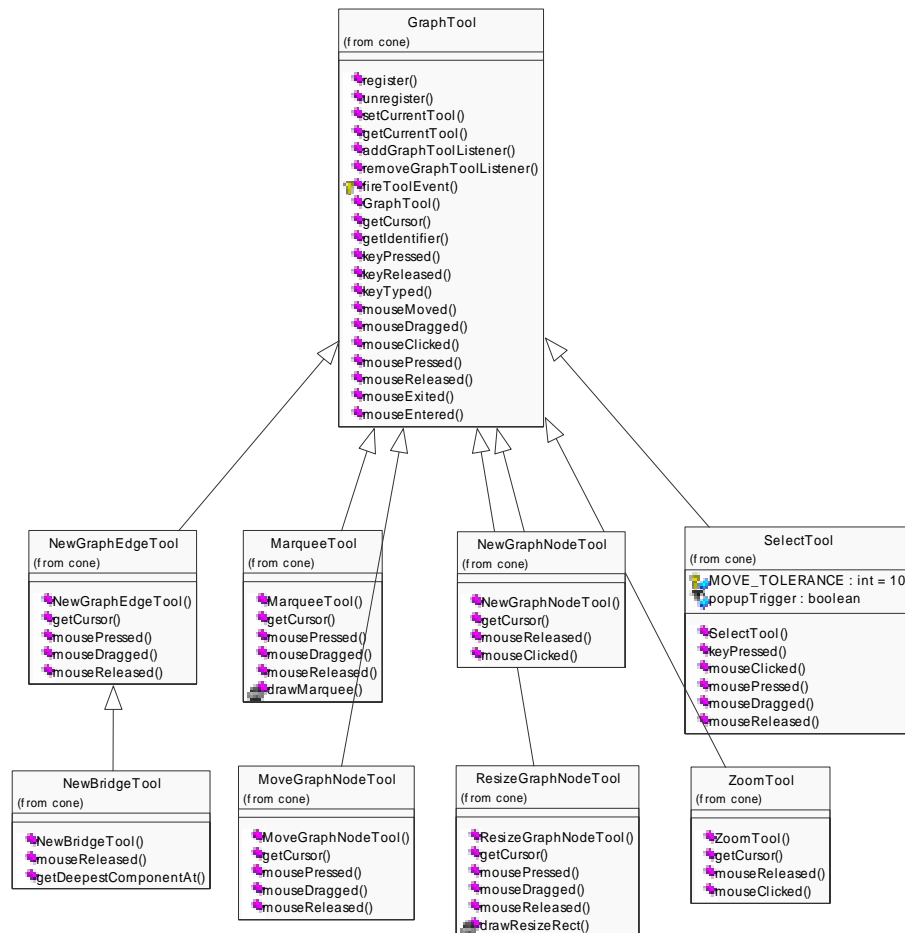 GraphTool
(from cone)
register()
unregister()
setCurrentTool()
getCurrentTool()
addGraphToolListener()
removeGraphToolListener()
fireToolEvent()
GraphTool()
getCursor()
getIdentifier()
keyPressed()
keyReleased()
keyTyped()
mouseMoved()
mouseDragged()
mouseClicked()
mousePressed()
mouseReleased()
mouseExited()
mouseEntered()
NewGraphEdgeTool
(from cone)
NewGraphEdgeTool()
getCursor()
mousePressed()
mouseDragged()
mouseReleased()
MarqueeTool
(from cone)
MarqueeTool()
getCursor()
mousePressed()
mouseDragged()
mouseReleased()
drawMarquee()
NewGraphNodeTool
(from cone)
NewGraphNodeTool()
getCursor()
mouseReleased()
mouseClicked()
SelectTool
(from cone)
MOVE_TOLERANCE : int = 10
popupTrigger : boolean
SelectTool()
keyPressed()
mouseClicked()
mousePressed()
mouseDragged()
mouseReleased()
NewBridgeTool
(from cone)
NewBridgeTool()
mouseReleased()
getDeepestComponentAt()
MoveGraphNodeTool
(from cone)
MoveGraphNodeTool()
getCursor()
mousePressed()
mouseDragged()
mouseReleased()
ResizeGraphNodeTool
(from cone)
ResizeGraphNodeTool()
getCursor()
mousePressed()
mouseDragged()
mouseReleased()
drawResizeRect()
ZoomTool
(from cone)
ZoomTool()
getCursor()
mouseReleased()
mouseClicked()